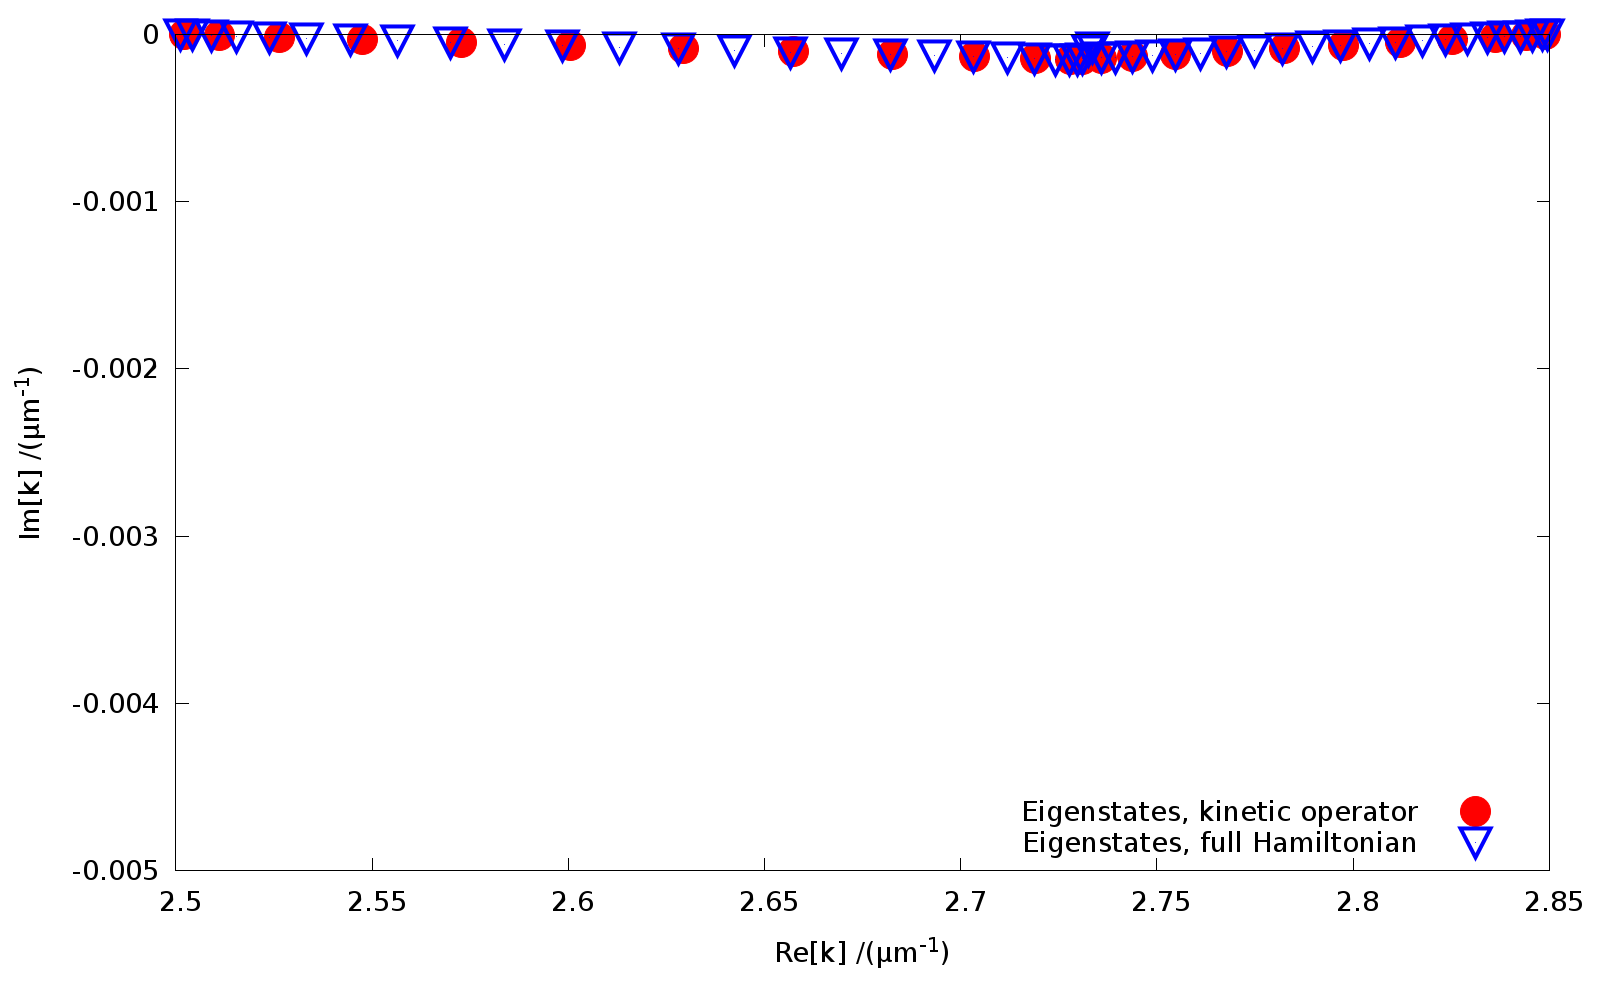 0
-0.001
-0.002
-0.003
-0.004
-0.005
2.5 2.55 2.6 2.65 2.7 2.75 2.8 2.85
Im[k] /(µm-1)
Re[k] /(µm-1)
Eigenstates, kinetic operator
Eigenstates, full Hamiltonian